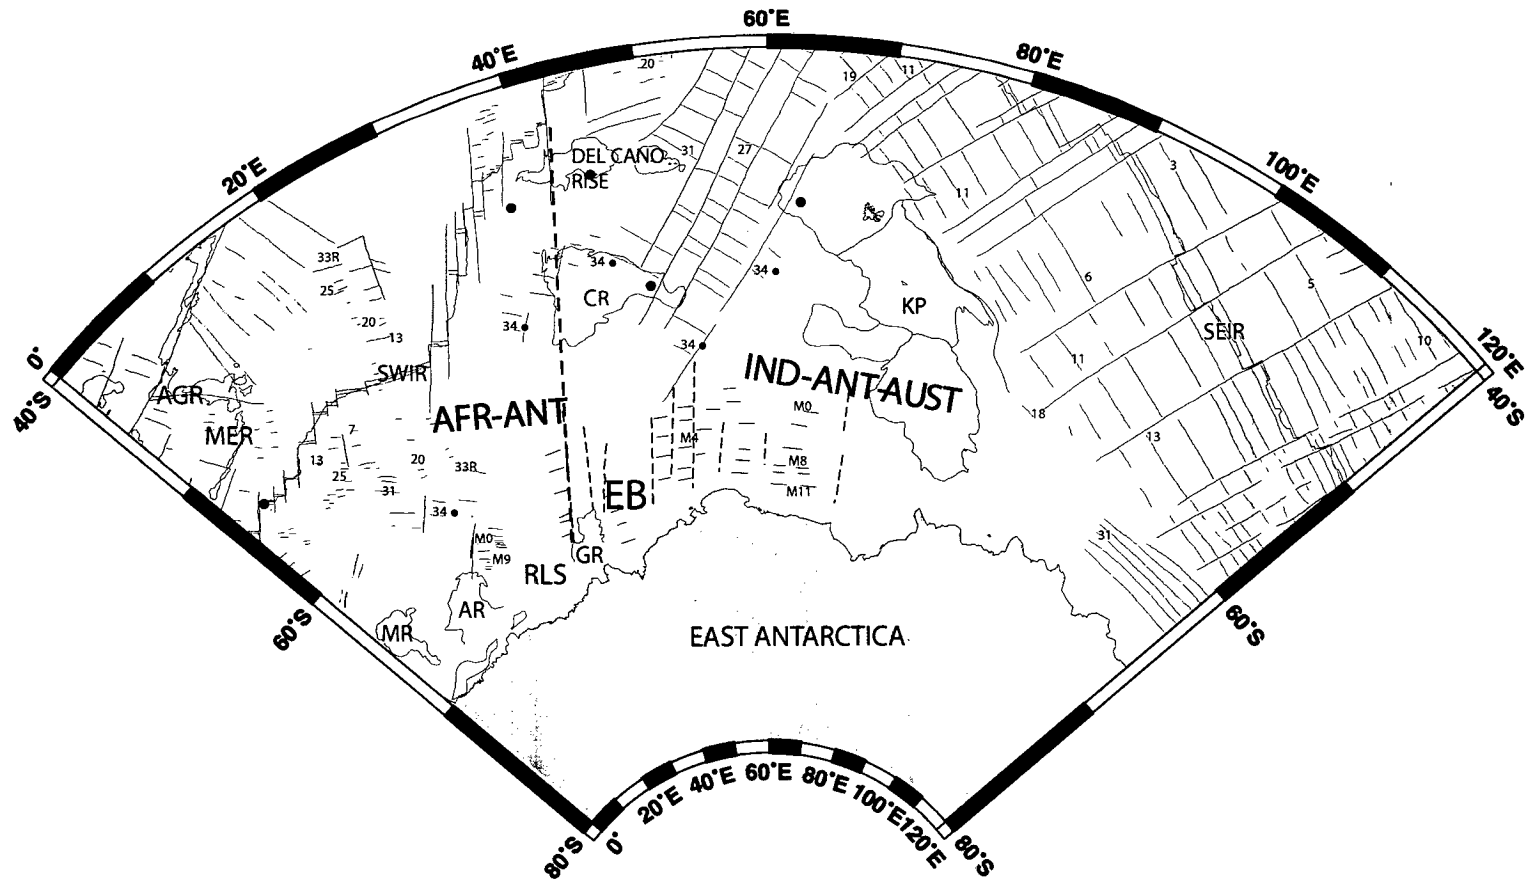 60°E
40°E
80°E
20°E
100°E
0°
120°E
40°S
40°S
20
19
11
31
27
3
DEL CANO
RISE
11
33R
34
34
25
6
5
CR
KP
20
34
SEIR
13
34
10
SWIR
11
IND-ANT-AUST
AGR
AFR-ANT
M0
18
MER
7
M4
13
13
20
33R
M8
25
31
EB
M11
34
31
M0
M9
GR
RLS
AR
MR
EAST ANTARCTICA
60°S
60°S
0°
20°E
40°E
60°E
80°E
100°E
120°E
80°S
80°S